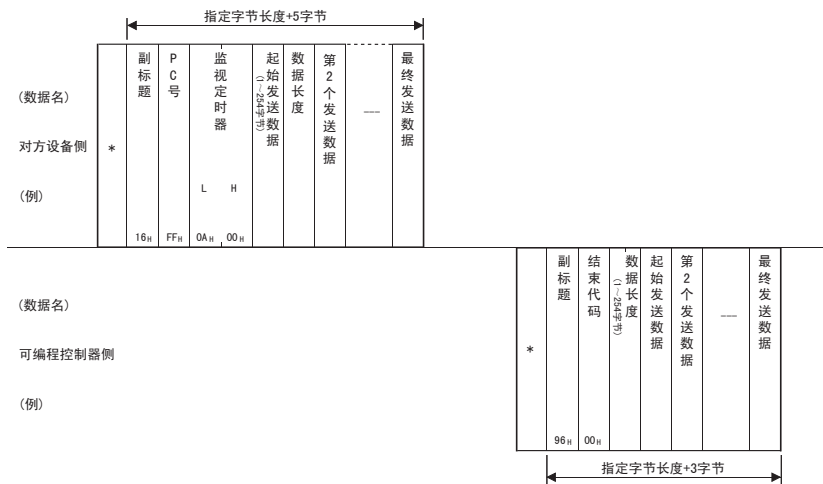 指定字节长度+5字节
(数据名)
对方设备侧
(例)
*
副标题
16H
PC号
FFH
监视定时器
L H
0AH 00H
起始发送数据
(1～254字节)
数据长度
第2个发送数据
---
最终发送数据
(数据名)
可编程控制器侧
(例)
*
副标题
96H
结束代码
00H
数据长度
(1～254字节)
起始发送数据
第2个发送数据
---
最终发送数据
指定字节长度+3字节